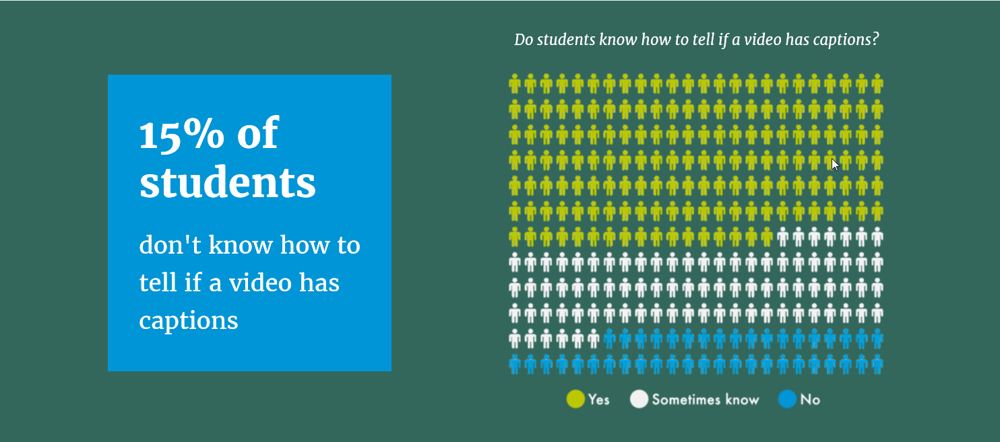 Do students know how to tell if a video has captions?
15% of
students
don't know how to
tell if a video has
captions
Yes
Sometimes know
No